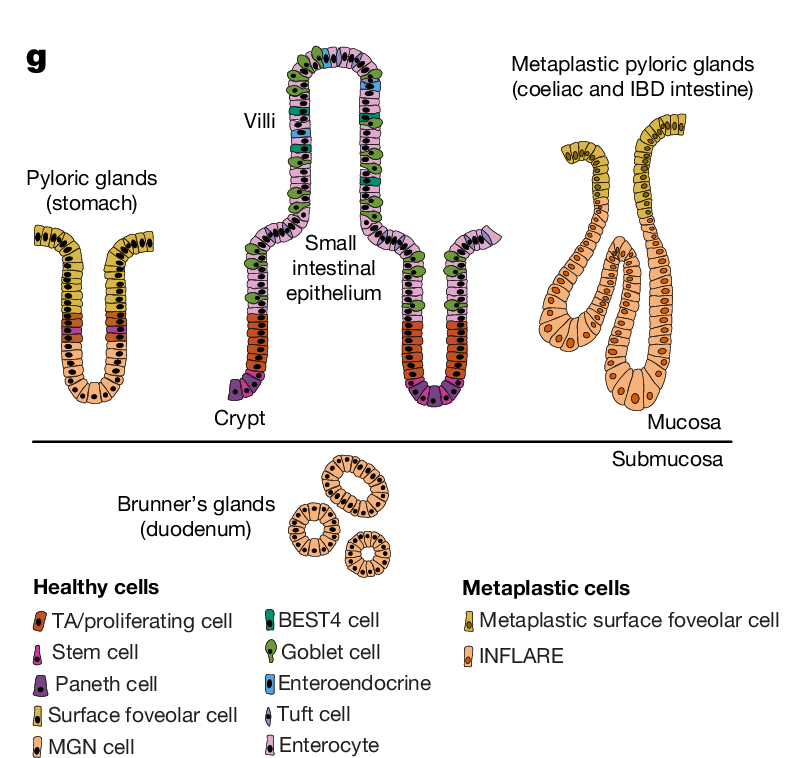 g
Metaplastic pyloric glands
(coeliac and IBD intestine)
Villi
Pyloric glands
(stomach)
Small
intestinal
epithelium
Crypt
Mucosa
Submucosa
Brunner’s glands
(duodenum)
Healthy cells
TA/proliferating cell
Stem cell
Paneth cell
Surface foveolar cell
MGN cell
BEST4 cell
Goblet cell
Enteroendocrine
Tuft cell
Enterocyte
Metaplastic cells
Metaplastic surface foveolar cell
INFLARE